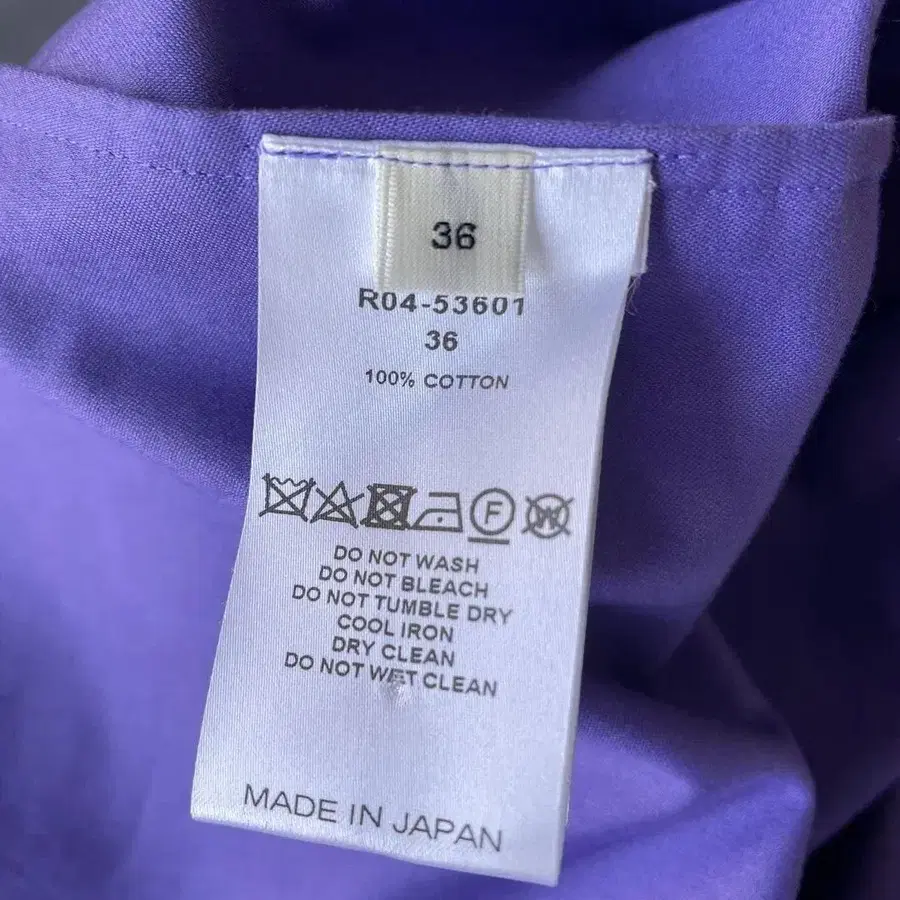 36
R04-53601
36
100% COTTON
F W
DO NOT WASH
DO NOT BLEACH
DO NOT TUMBLE DRY
COOL IRON
DRY CLEAN
DO NOT WET CLEAN
MADE IN JAPAN